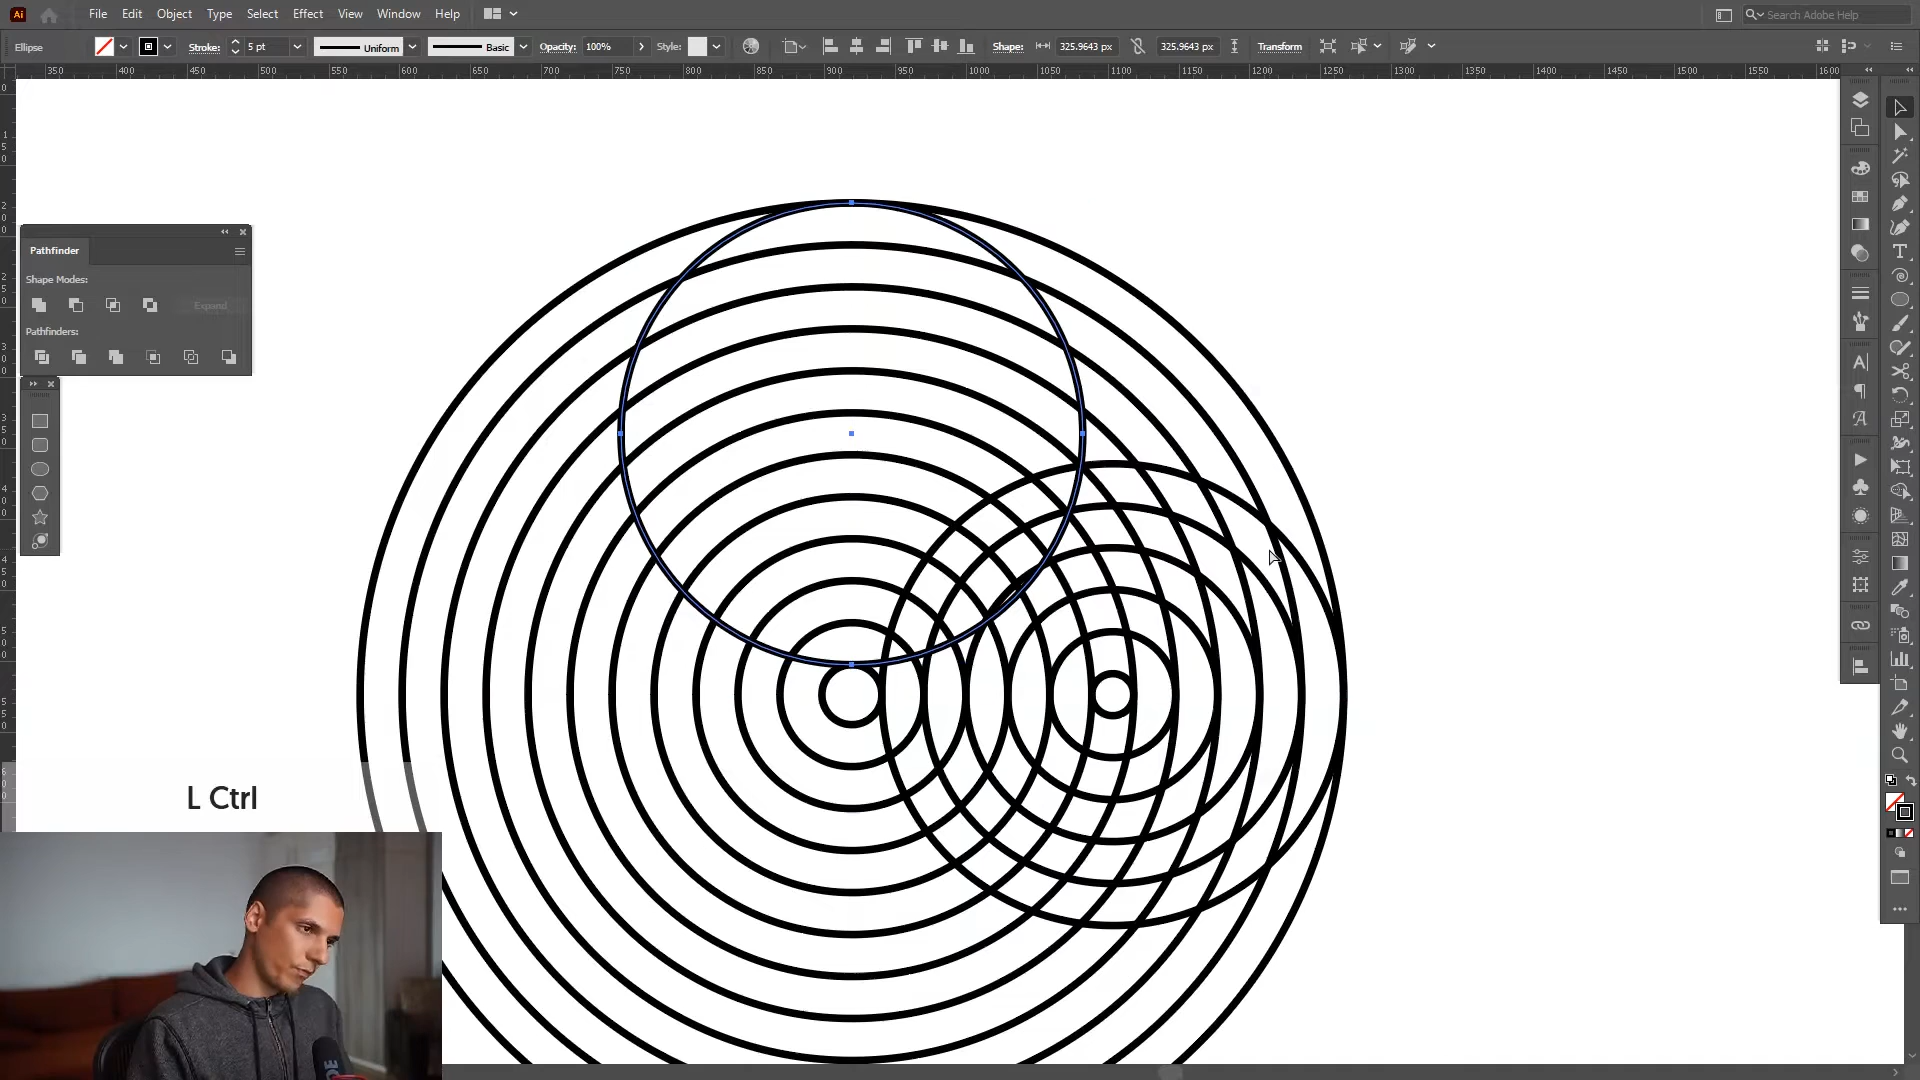 Ai File Edit Object Type Select Effect View Window Help Search Adobe Help
Ellipse Stroke: 5 pt Uniform Basic Opacity: 100% Style: Shape: 325.9643 px 325.9643 px Transform
350 400 450 500 550 600 650 700 750 800 850 900 950 1000 1050 1100 1150 1200 1250 1300 1350 1400 1450 1500 1550 1600
Pathfinder
Shape Modes:
Expand
Pathfinders:
L Ctrl